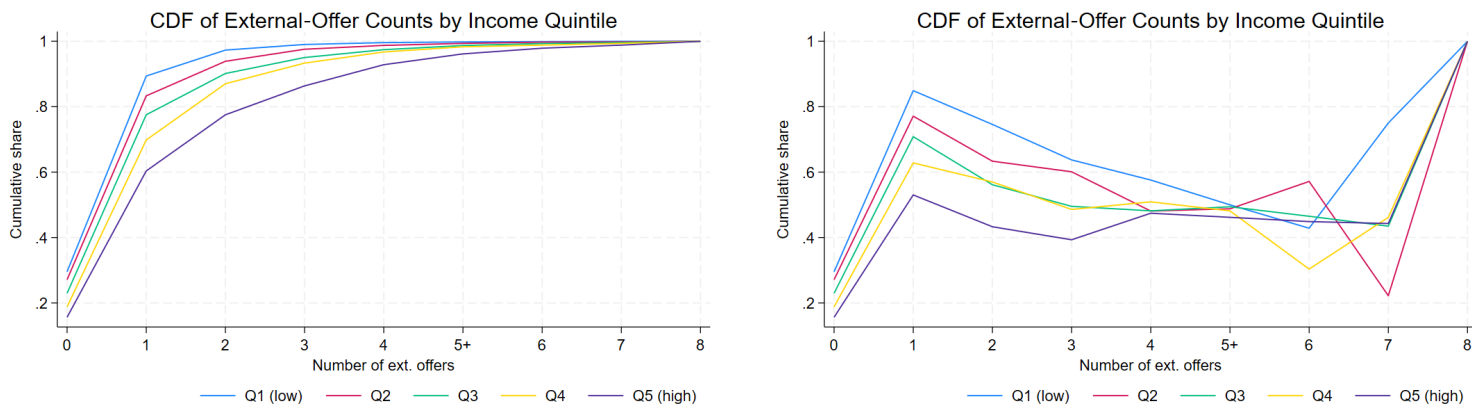 CDF of External-Offer Counts by Income Quintile
1
.8
.6
.4
.2
Cumulative share
0 1 2 3 4 5+ 6 7 8
Number of ext. offers
Q1 (low) Q2 Q3 Q4 Q5 (high)
CDF of External-Offer Counts by Income Quintile
1
.8
.6
.4
.2
Cumulative share
0 1 2 3 4 5+ 6 7 8
Number of ext. offers
Q1 (low) Q2 Q3 Q4 Q5 (high)